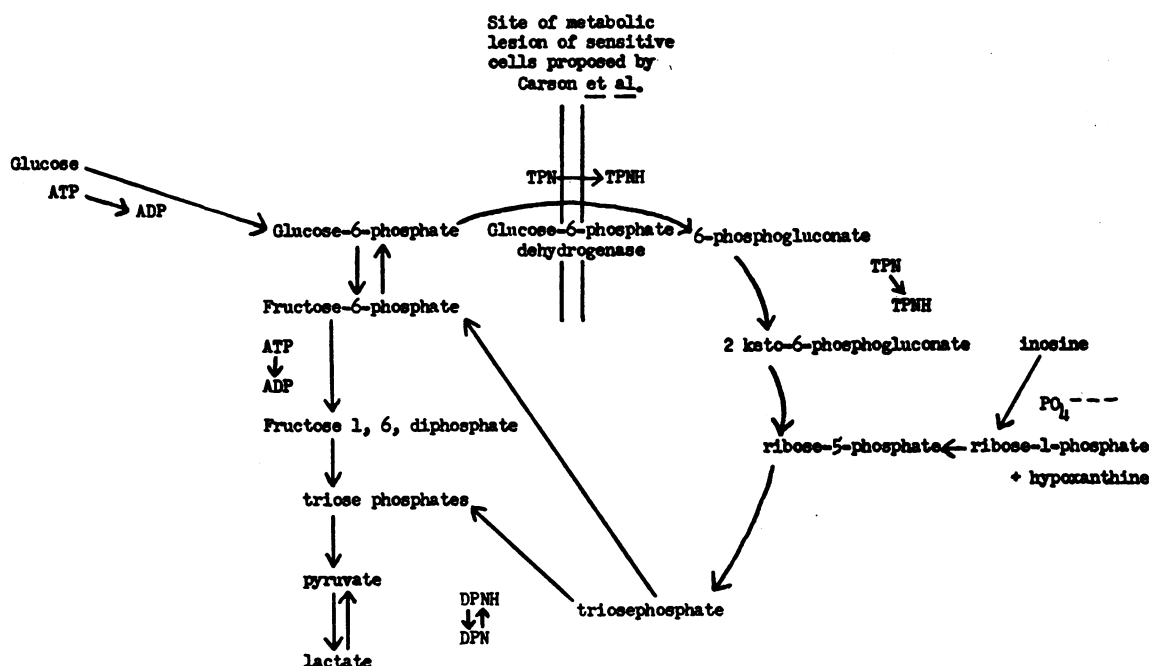 Site of metabolic
lesion of sensitive
cells proposed by
Carson et al.
Glucose
ATP
ADP
TPN
TPNH
Glucose-6-phosphate
Glucose-6-phosphate
dehydrogenase
6-phosphogluconate
TPN
TPNH
Fructose-6-phosphate
ATP
ADP
2 keto-6-phosphogluconate
inosine
PO4---
Fructose 1, 6, diphosphate
ribose-5-phosphate
ribose-1-phosphate
+ hypoxanthine
triose phosphates
pyruvate
DPNH
DPN
triosephosphate
lactate